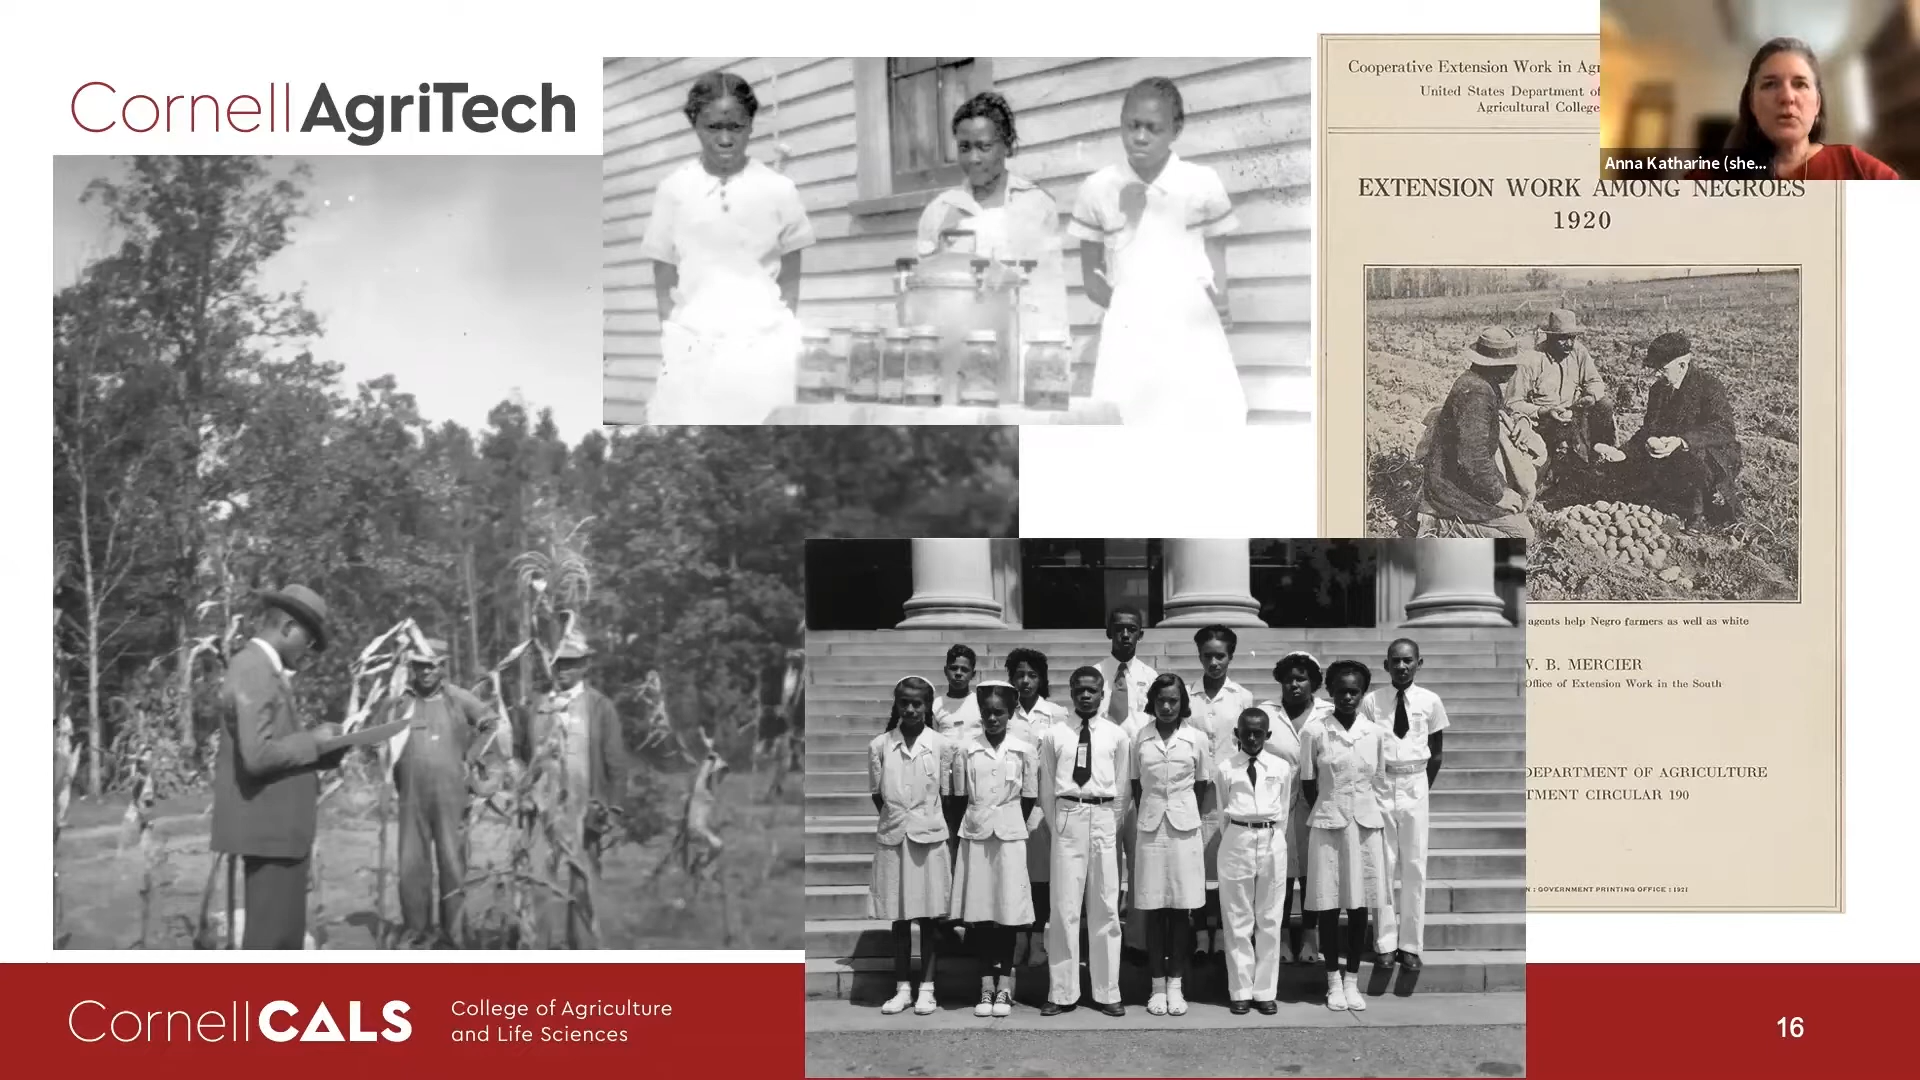 Cornell AgriTech
Cooperative Extension Work in Agr
United States Department of
Agricultural College
Anna Katharine (she...
EXTENSION WORK AMONG NEGROES
1920
agents help Negro farmers as well as white
W. B. MERCIER
Office of Extension Work in the South
DEPARTMENT OF AGRICULTURE
TMENT CIRCULAR 190
N : GOVERNMENT PRINTING OFFICE : 1921
Cornell CALS
College of Agriculture
and Life Sciences
16